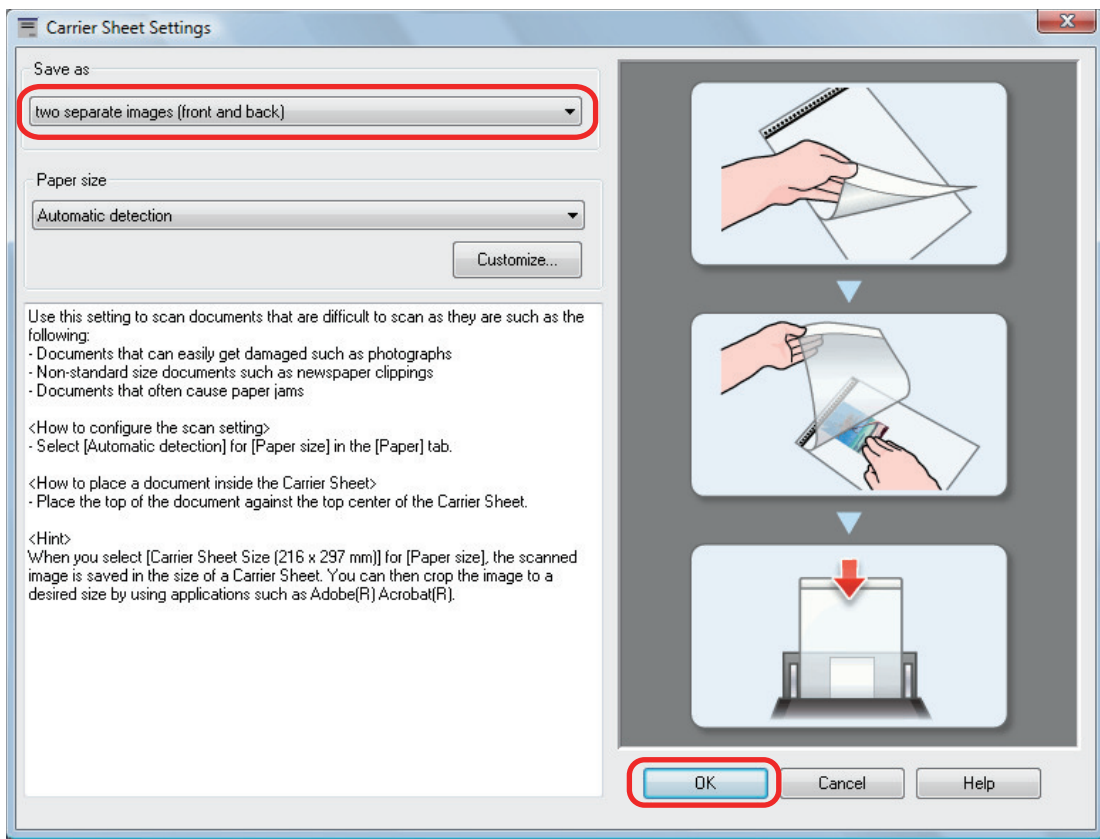 Carrier Sheet Settings
Save as
two separate images (front and back)
Paper size
Automatic detection
Customize...
Use this setting to scan documents that are difficult to scan as they are such as the
following:
- Documents that can easily get damaged such as photographs
- Non-standard size documents such as newspaper clippings
- Documents that often cause paper jams
<How to configure the scan setting>
- Select [Automatic detection] for [Paper size] in the [Paper] tab.
<How to place a document inside the Carrier Sheet>
- Place the top of the document against the top center of the Carrier Sheet.
<Hint>
When you select [Carrier Sheet Size (216 x 297 mm)] for [Paper size], the scanned
image is saved in the size of a Carrier Sheet. You can then crop the image to a
desired size by using applications such as Adobe(R) Acrobat(R).
OK
Cancel
Help